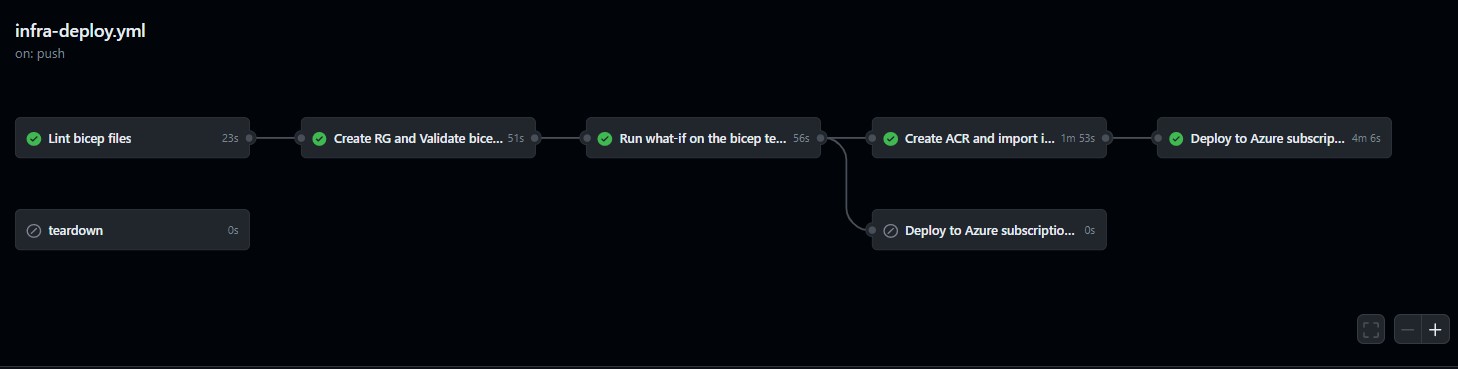 infra-deploy.yml
on: push
Lint bicep files 23s
Create RG and Validate bice... 51s
Run what-if on the bicep te... 56s
Create ACR and import i... 1m 53s
Deploy to Azure subscrip... 4m 6s
teardown 0s
Deploy to Azure subscriptio... 0s